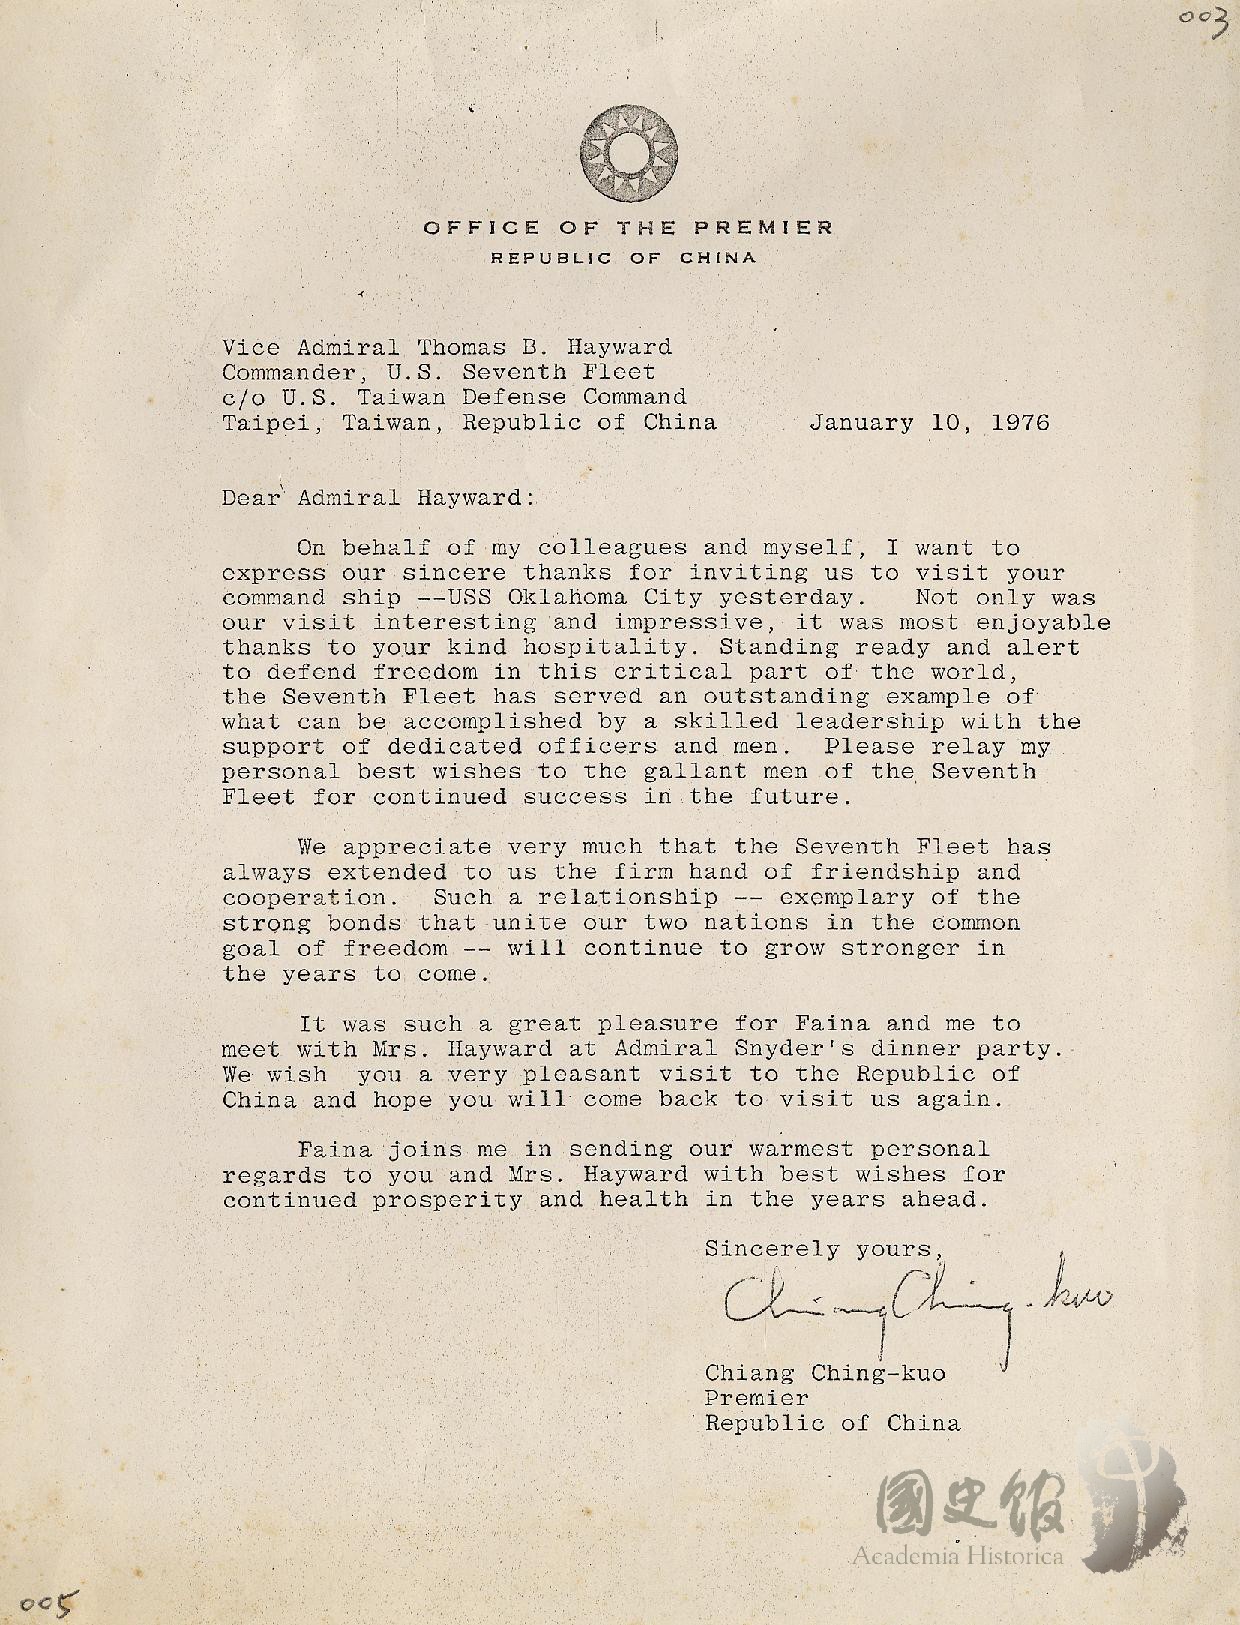 003
OFFICE OF THE PREMIER
REPUBLIC OF CHINA
Vice Admiral Thomas B. Hayward
Commander, U.S. Seventh Fleet
c/o U.S. Taiwan Defense Command
Taipei, Taiwan, Republic of China January 10, 1976
Dear Admiral Hayward:
On behalf of my colleagues and myself, I want to
express our sincere thanks for inviting us to visit your
command ship --USS Oklahoma City yesterday. Not only was
our visit interesting and impressive, it was most enjoyable
thanks to your kind hospitality. Standing ready and alert
to defend freedom in this critical part of the world,
the Seventh Fleet has served an outstanding example of
what can be accomplished by a skilled leadership with the
support of dedicated officers and men. Please relay my
personal best wishes to the gallant men of the Seventh
Fleet for continued success in the future.
We appreciate very much that the Seventh Fleet has
always extended to us the firm hand of friendship and
cooperation. Such a relationship -- exemplary of the
strong bonds that unite our two nations in the common
goal of freedom -- will continue to grow stronger in
the years to come.
It was such a great pleasure for Faina and me to
meet with Mrs. Hayward at Admiral Snyder's dinner party.
We wish you a very pleasant visit to the Republic of
China and hope you will come back to visit us again.
Faina joins me in sending our warmest personal
regards to you and Mrs. Hayward with best wishes for
continued prosperity and health in the years ahead.
Sincerely yours,
Chiang Ching-kuo
Chiang Ching-kuo
Premier
Republic of China
國史館
Academia Historica
005